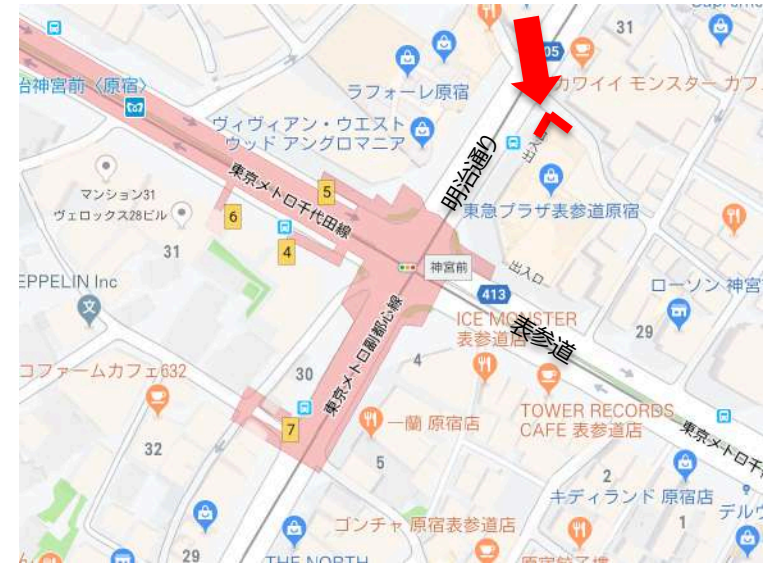 31
05
カワイイ モンスター カフ
治神宮前〈原宿〉
ラフォーレ原宿
ヴィヴィアン・ウエスト
ウッド アングロマニア
明治通り
出入
マンション31
ヴェロックス28ビル
東京メトロ千代田線
5
6
4
東急プラザ表参道原宿
31
神宮前
出入口
EPPELIN Inc
413
ローソン 神宮
ICE MONSTER
表参道
表参道
29
東京メトロ副都心線
コファームカフェ632
30
4
TOWER RECORDS
CAFE 表参道店
東京メトロ千
7
一蘭 原宿店
32
5
2
キディランド 原宿店
1
デルヴ
ゴンチャ 原宿表参道店
29
THE NORTH